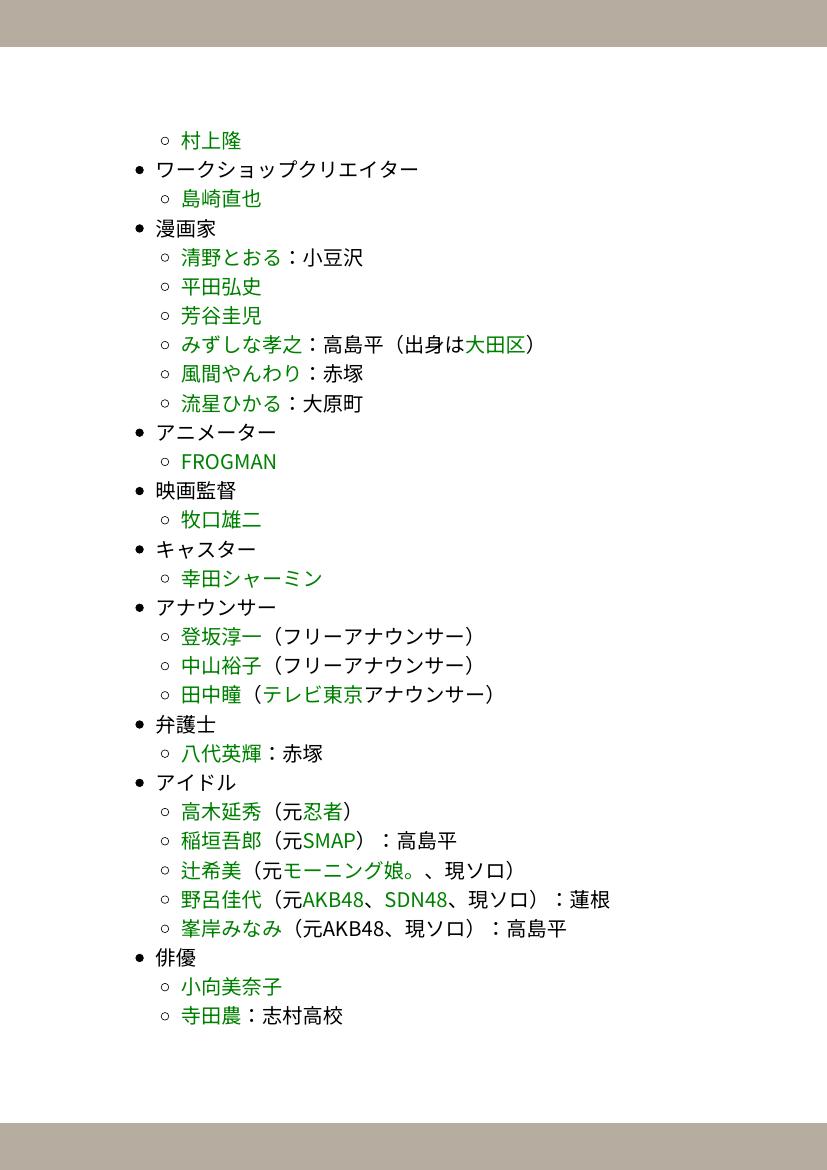 村上隆
ワークショップクリエイター
島崎直也
漫画家
清野とおる：小豆沢
平田弘史
芳谷圭児
みずしな孝之：高島平（出身は大田区）
風間やんわり：赤塚
流星ひかる：大原町
アニメーター
FROGMAN
映画監督
牧口雄二
キャスター
幸田シャーミン
アナウンサー
登坂淳一（フリーアナウンサー）
中山裕子（フリーアナウンサー）
田中瞳（テレビ東京アナウンサー）
弁護士
八代英輝：赤塚
アイドル
高木延秀（元忍者）
稲垣吾郎（元SMAP）：高島平
辻希美（元モーニング娘。、現ソロ）
野呂佳代（元AKB48、SDN48、現ソロ）：蓮根
峯岸みなみ（元AKB48、現ソロ）：高島平
俳優
小向美奈子
寺田農：志村高校